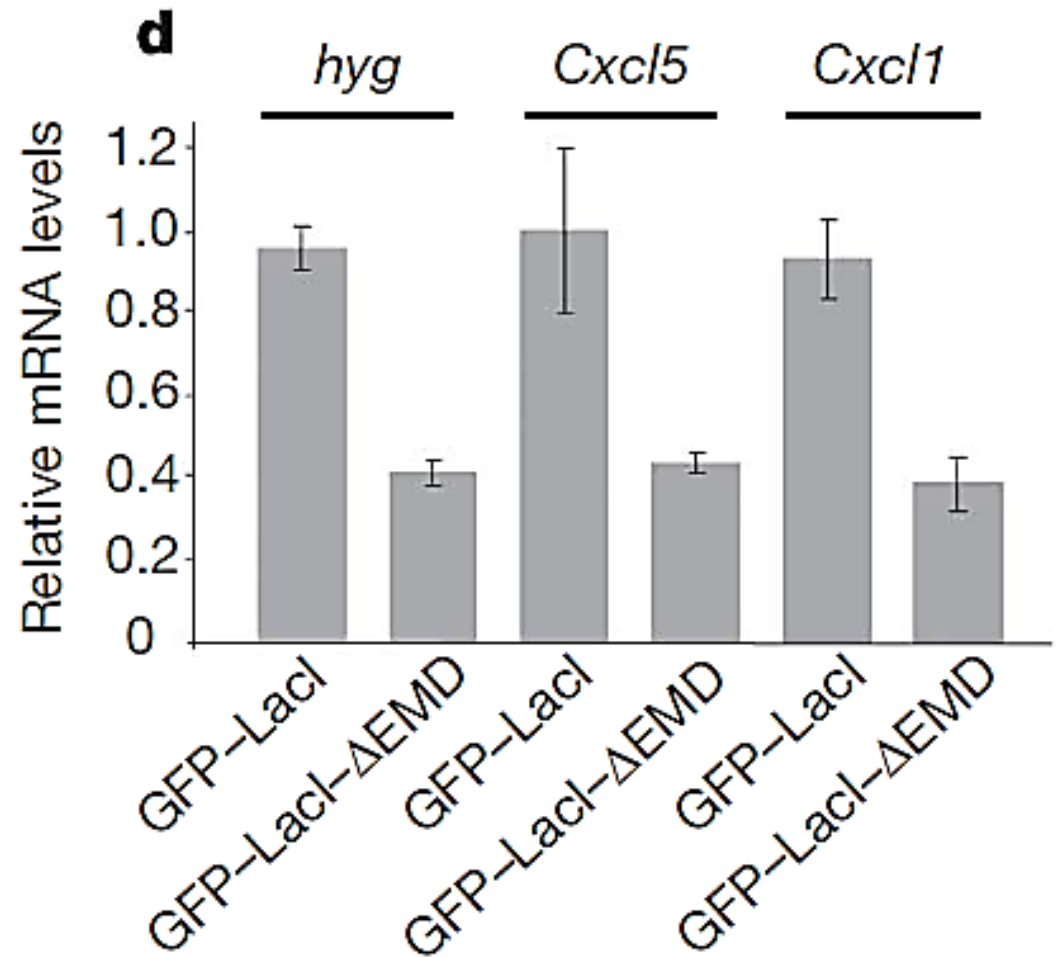 d
hyg Cxcl5 Cxcl1
Relative mRNA levels
1.2
1.0
0.8
0.6
0.4
0.2
0
GFP–LacI
GFP–LacI–ΔEMD
GFP–LacI
GFP–LacI–ΔEMD
GFP–LacI
GFP–LacI–ΔEMD